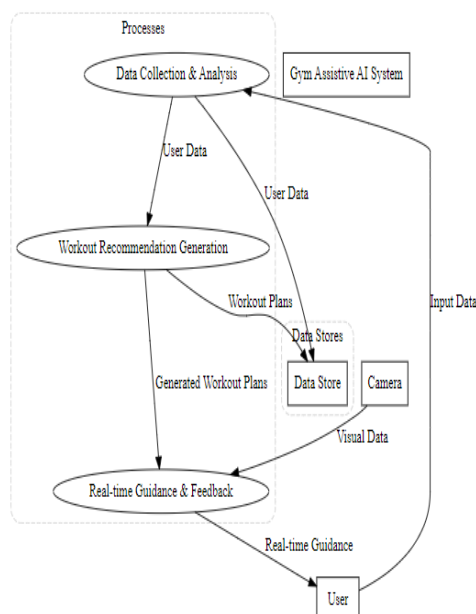 Processes
Data Collection & Analysis
Gym Assistive AI System
User Data
User Data
Workout Recommendation Generation
Workout Plans
Input Data
Data Stores
Data Store
Camera
Generated Workout Plans
Visual Data
Real-time Guidance & Feedback
Real-time Guidance
User